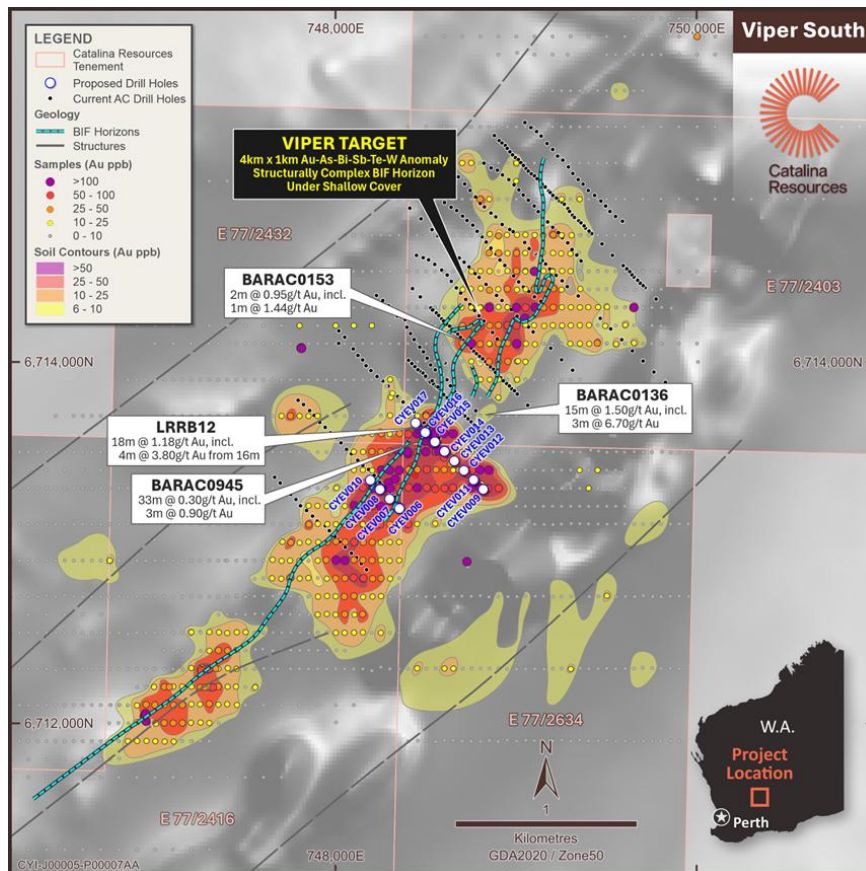 748,000E
750,000E
Viper South
Catalina
Resources
LEGEND
Catalina Resources
Tenement
Proposed Drill Holes
Current AC Drill Holes
Geology
BIF Horizons
Structures
Samples (Au ppb)
>100
50 - 100
25 - 50
10 - 25
0 - 10
Soil Contours (Au ppb)
>50
25 - 50
10 - 25
6 - 10
VIPER TARGET
4km x 1km Au-As-Bi-Sb-Te-W Anomaly
Structurally Complex BIF Horizon
Under Shallow Cover
E 77/2432
E 77/2403
BARAC0153
2m @ 0.95g/t Au, incl.
1m @ 1.44g/t Au
6,714,000N
6,714,000N
BARAC0136
15m @ 1.50g/t Au, incl.
3m @ 6.70g/t Au
LRRB12
18m @ 1.18g/t Au, incl.
4m @ 3.80g/t Au from 16m
BARAC0945
33m @ 0.30g/t Au, incl.
3m @ 0.90g/t Au
CYEV017
CYEV016
CYEV015
CYEV014
CYEV013
CYEV012
CYEV011
CYEV009
CYEV010
CYEV008
CYEV007
CYEV006
6,712,000N
E 77/2634
E 77/2416
N
1
Kilometres
GDA2020 / Zone50
748,000E
W.A.
Project
Location
Perth
CYI-J00005-P00007AA